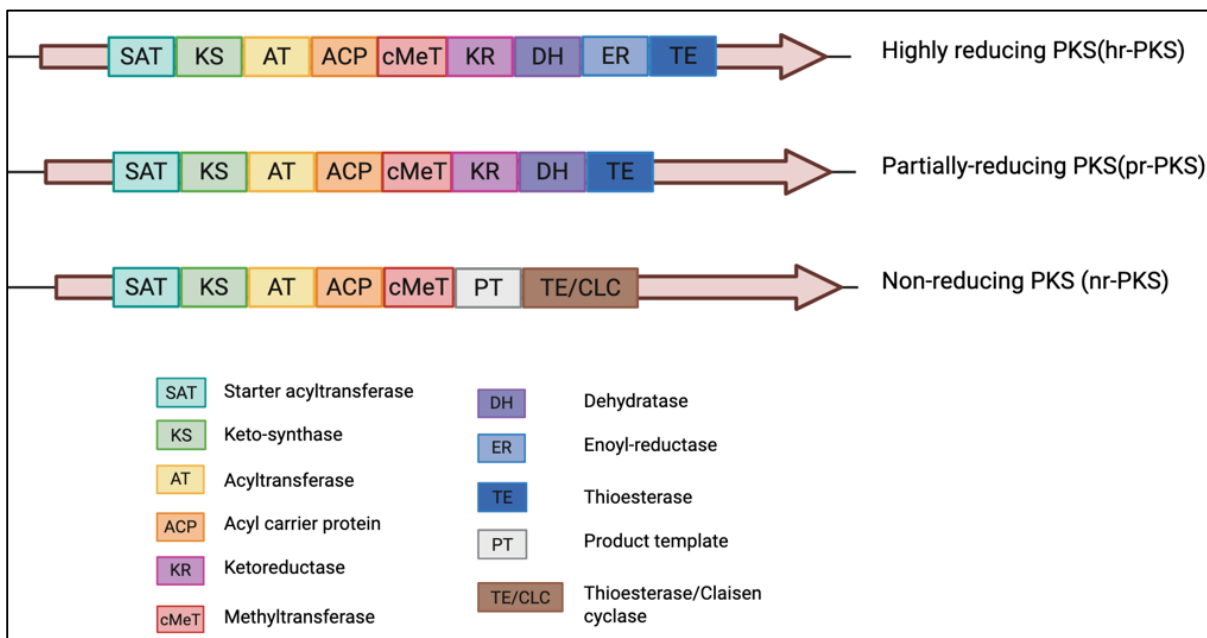 SAT KS AT ACP cMeT KR DH ER TE Highly reducing PKS(hr-PKS)
SAT KS AT ACP cMeT KR DH TE Partially-reducing PKS(pr-PKS)
SAT KS AT ACP cMeT PT TE/CLC Non-reducing PKS (nr-PKS)
SAT Starter acyltransferase
KS Keto-synthase
AT Acyltransferase
ACP Acyl carrier protein
KR Ketoreductase
cMeT Methyltransferase
DH Dehydratase
ER Enoyl-reductase
TE Thioesterase
PT Product template
TE/CLC Thioesterase/Claisen
cyclase